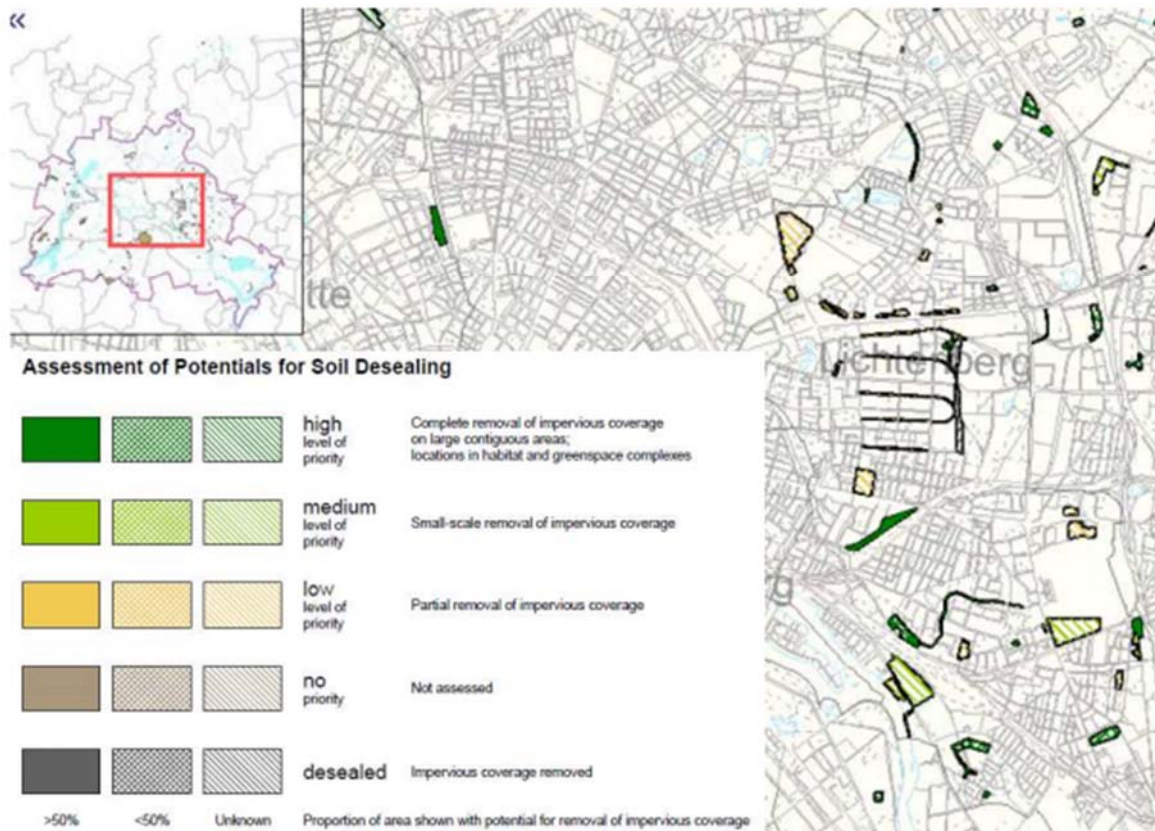 «
tte
Lichtenberg
g
Assessment of Potentials for Soil Desealing
high
level of
priority
Complete removal of impervious coverage
on large contiguous areas;
locations in habitat and greenspace complexes
medium
level of
priority
Small-scale removal of impervious coverage
low
level of
priority
Partial removal of impervious coverage
no
priority
Not assessed
desealed
Impervious coverage removed
>50%
<50%
Unknown
Proportion of area shown with potential for removal of impervious coverage